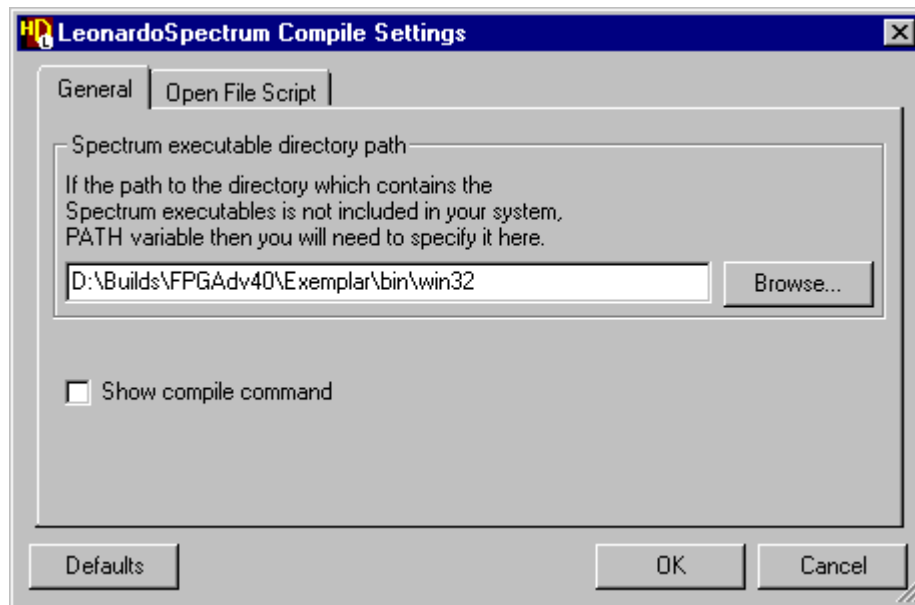 LeonardoSpectrum Compile Settings
General
Open File Script
Spectrum executable directory path
If the path to the directory which contains the
Spectrum executables is not included in your system,
PATH variable then you will need to specify it here.
D:\Builds\FPGAdv40\Exemplar\bin\win32
Browse...
Show compile command
Defaults
OK
Cancel